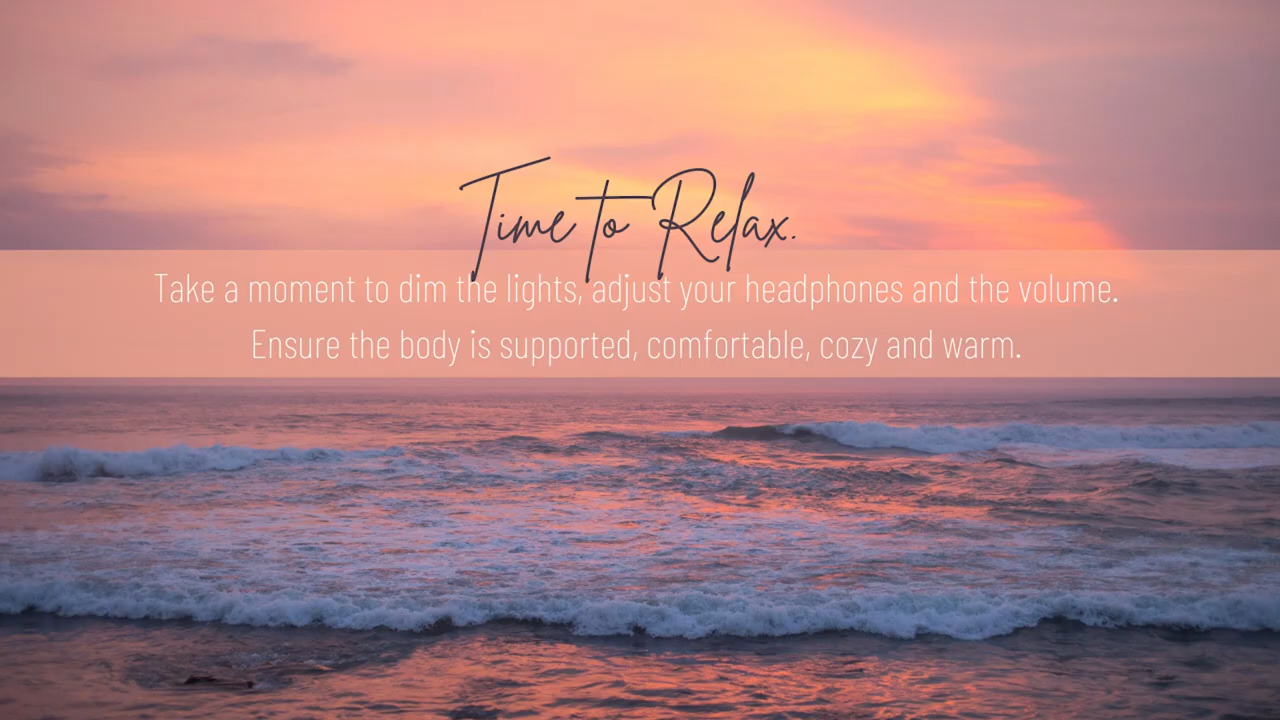 Time to Relax.
Take a moment to dim the lights, adjust your headphones and the volume.
Ensure the body is supported, comfortable, cozy and warm.